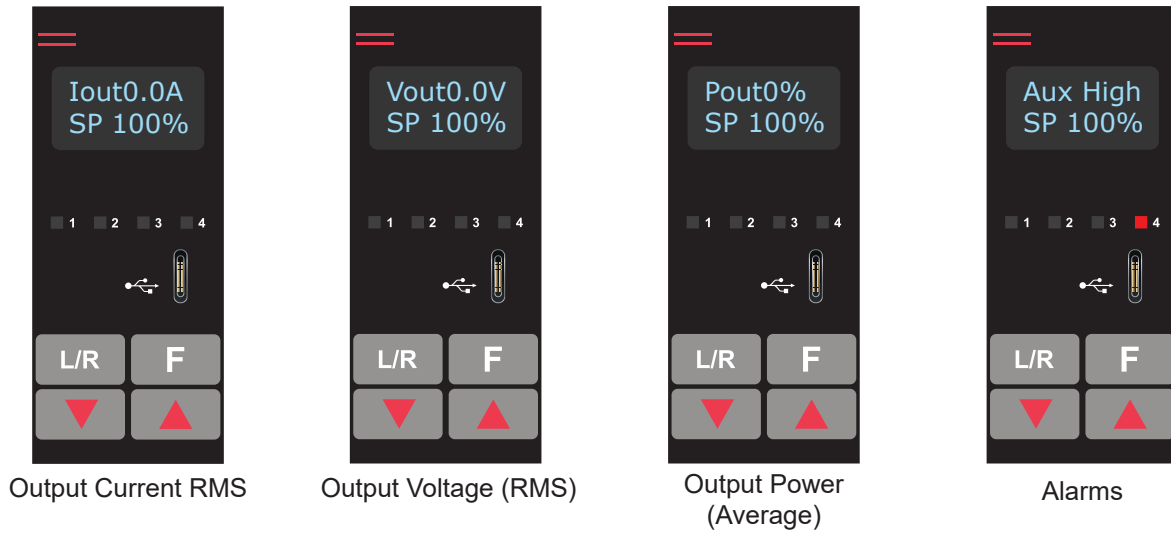 Iout0.0A
SP 100%
1 2 3 4
L/R F
Output Current RMS
Vout0.0V
SP 100%
1 2 3 4
L/R F
Output Voltage (RMS)
Pout0%
SP 100%
1 2 3 4
L/R F
Output Power
(Average)
Aux High
SP 100%
1 2 3 4
L/R F
Alarms